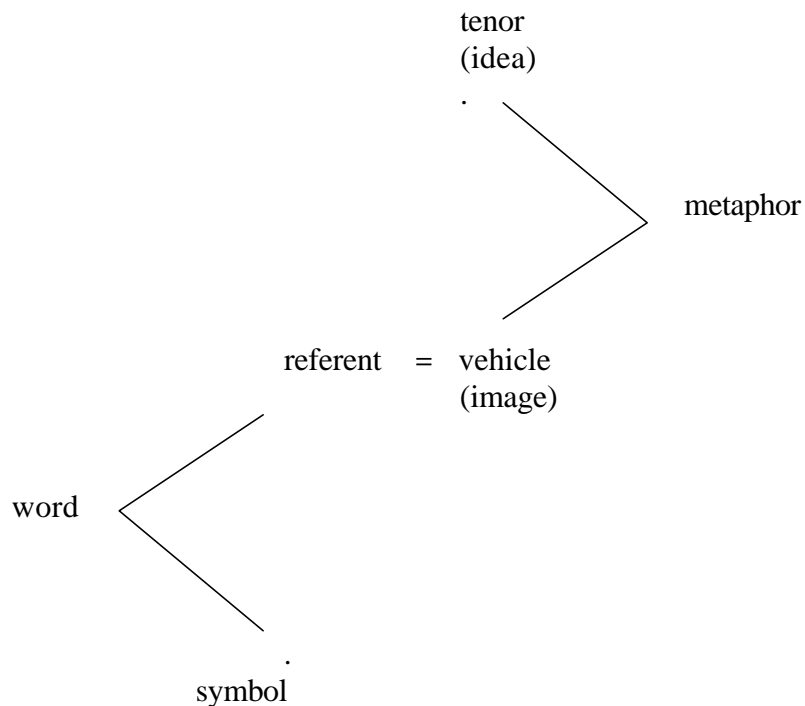 tenor
(idea)
.
metaphor
referent = vehicle
(image)
word
.
symbol